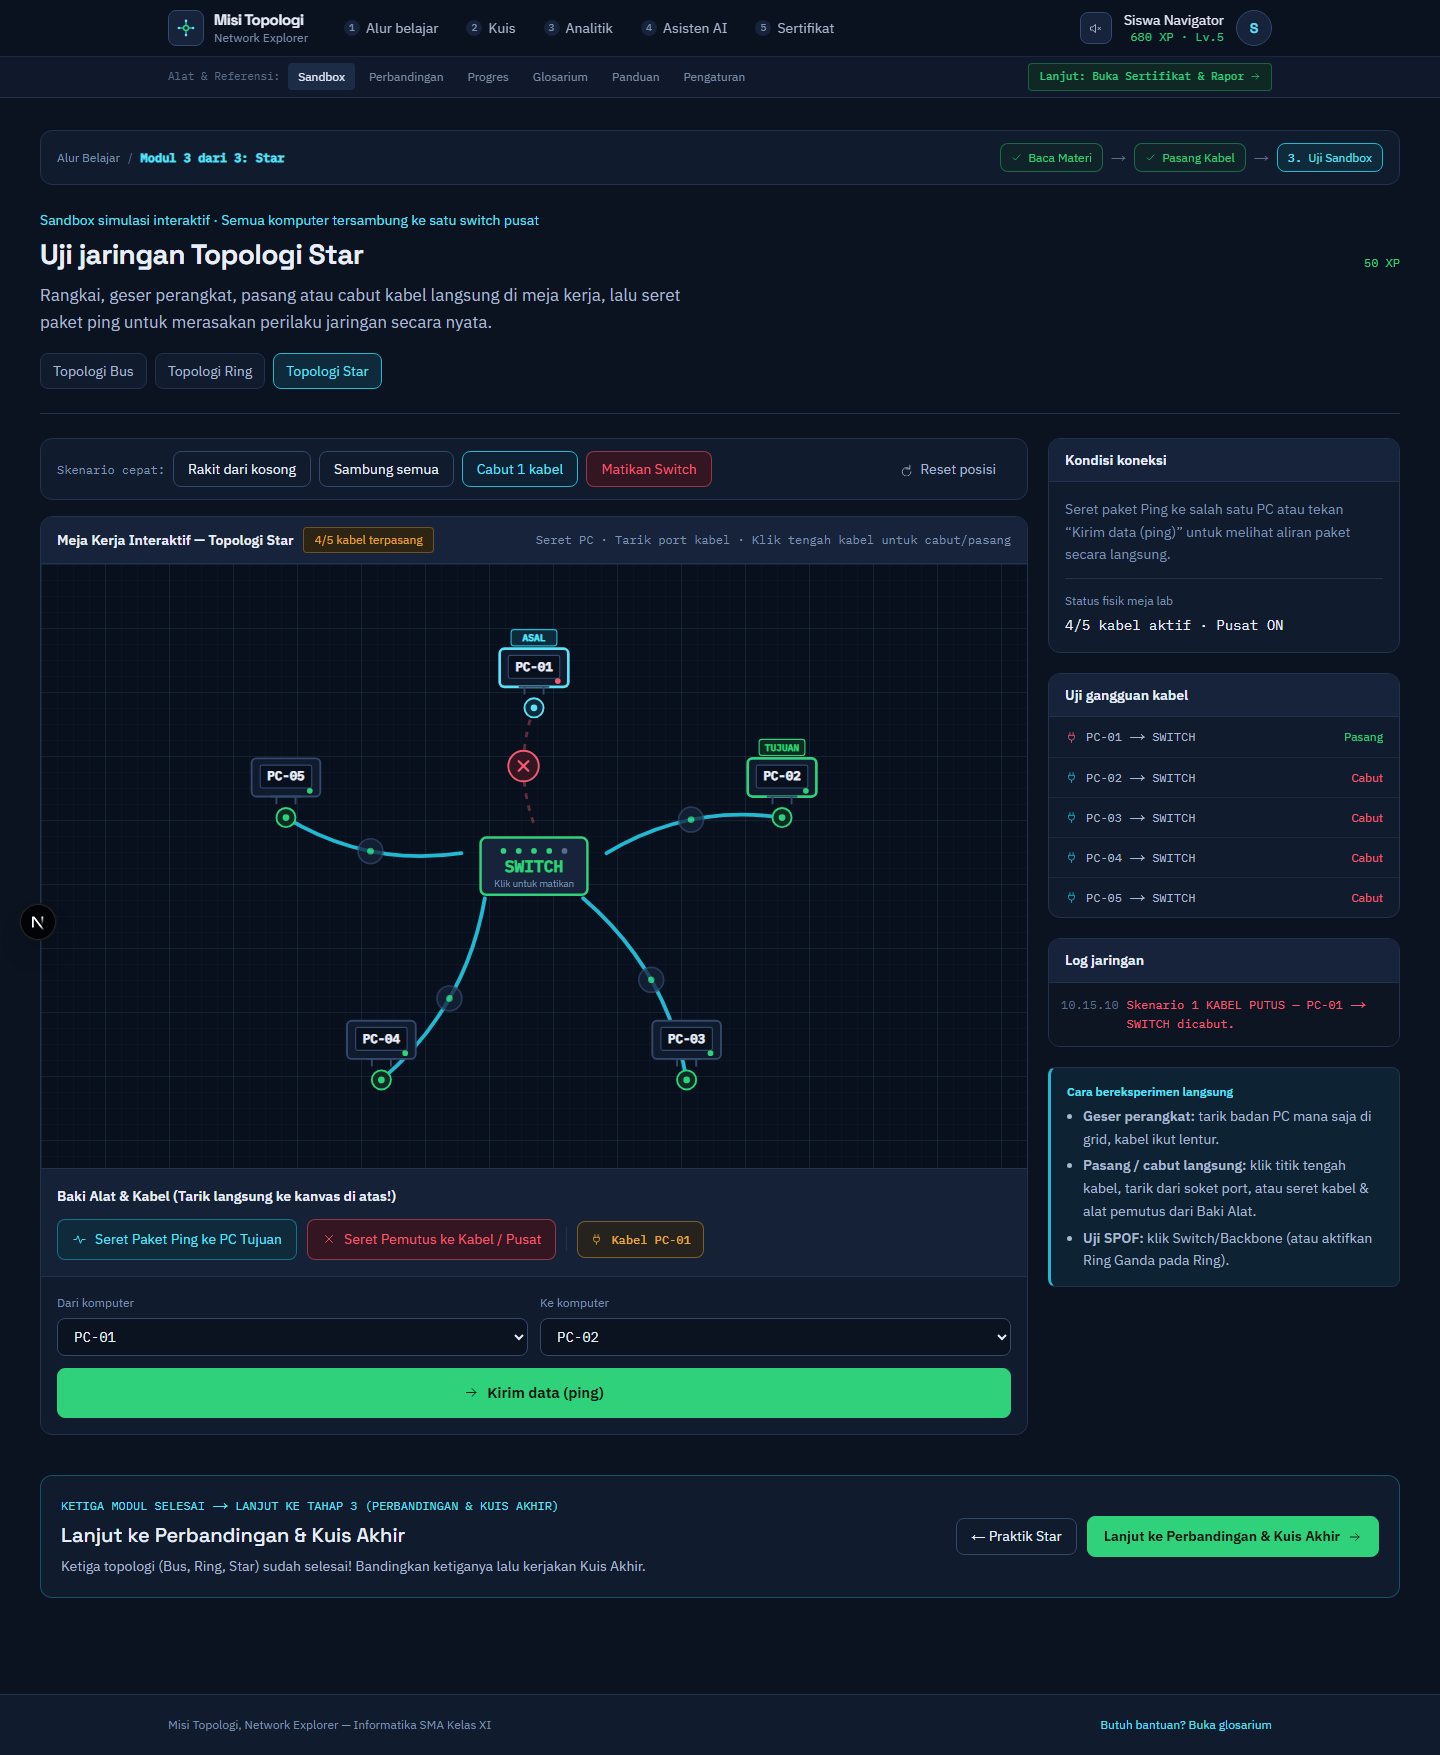 Misi Topologi
Network Explorer
1 Alur belajar
2 Kuis
3 Analitik
4 Asisten AI
5 Sertifikat
Siswa Navigator
680 XP · Lv.5
S
Alat & Referensi:
Sandbox
Perbandingan
Progres
Glosarium
Panduan
Pengaturan
Lanjut: Buka Sertifikat & Rapor →
Alur Belajar / Modul 3 dari 3: Star
✓ Baca Materi → ✓ Pasang Kabel → 3. Uji Sandbox
Sandbox simulasi interaktif · Semua komputer tersambung ke satu switch pusat
Uji jaringan Topologi Star
50 XP
Rangkai, geser perangkat, pasang atau cabut kabel langsung di meja kerja, lalu seret
paket ping untuk merasakan perilaku jaringan secara nyata.
Topologi Bus
Topologi Ring
Topologi Star
Skenario cepat:
Rakit dari kosong
Sambung semua
Cabut 1 kabel
Matikan Switch
Reset posisi
Meja Kerja Interaktif — Topologi Star
4/5 kabel terpasang
Seret PC · Tarik port kabel · Klik tengah kabel untuk cabut/pasang
ASAL
PC-01
TUJUAN
PC-02
PC-05
SWITCH
Klik untuk matikan
PC-04
PC-03
N
Baki Alat & Kabel (Tarik langsung ke kanvas di atas!)
Seret Paket Ping ke PC Tujuan
Seret Pemutus ke Kabel / Pusat
Kabel PC-01
Dari komputer
PC-01
Ke komputer
PC-02
→ Kirim data (ping)
Kondisi koneksi
Seret paket Ping ke salah satu PC atau tekan
“Kirim data (ping)” untuk melihat aliran paket
secara langsung.
Status fisik meja lab
4/5 kabel aktif · Pusat ON
Uji gangguan kabel
PC-01 → SWITCH Pasang
PC-02 → SWITCH Cabut
PC-03 → SWITCH Cabut
PC-04 → SWITCH Cabut
PC-05 → SWITCH Cabut
Log jaringan
10.15.10 Skenario 1 KABEL PUTUS — PC-01 →
SWITCH dicabut.
Cara bereksperimen langsung
• Geser perangkat: tarik badan PC mana saja di
grid, kabel ikut lentur.
• Pasang / cabut langsung: klik titik tengah
kabel, tarik dari soket port, atau seret kabel &
alat pemutus dari Baki Alat.
• Uji SPOF: klik Switch/Backbone (atau aktifkan
Ring Ganda pada Ring).
KETIGA MODUL SELESAI → LANJUT KE TAHAP 3 (PERBANDINGAN & KUIS AKHIR)
Lanjut ke Perbandingan & Kuis Akhir
Ketiga topologi (Bus, Ring, Star) sudah selesai! Bandingkan ketiganya lalu kerjakan Kuis Akhir.
← Praktik Star
Lanjut ke Perbandingan & Kuis Akhir →
Misi Topologi, Network Explorer — Informatika SMA Kelas XI
Butuh bantuan? Buka glosarium